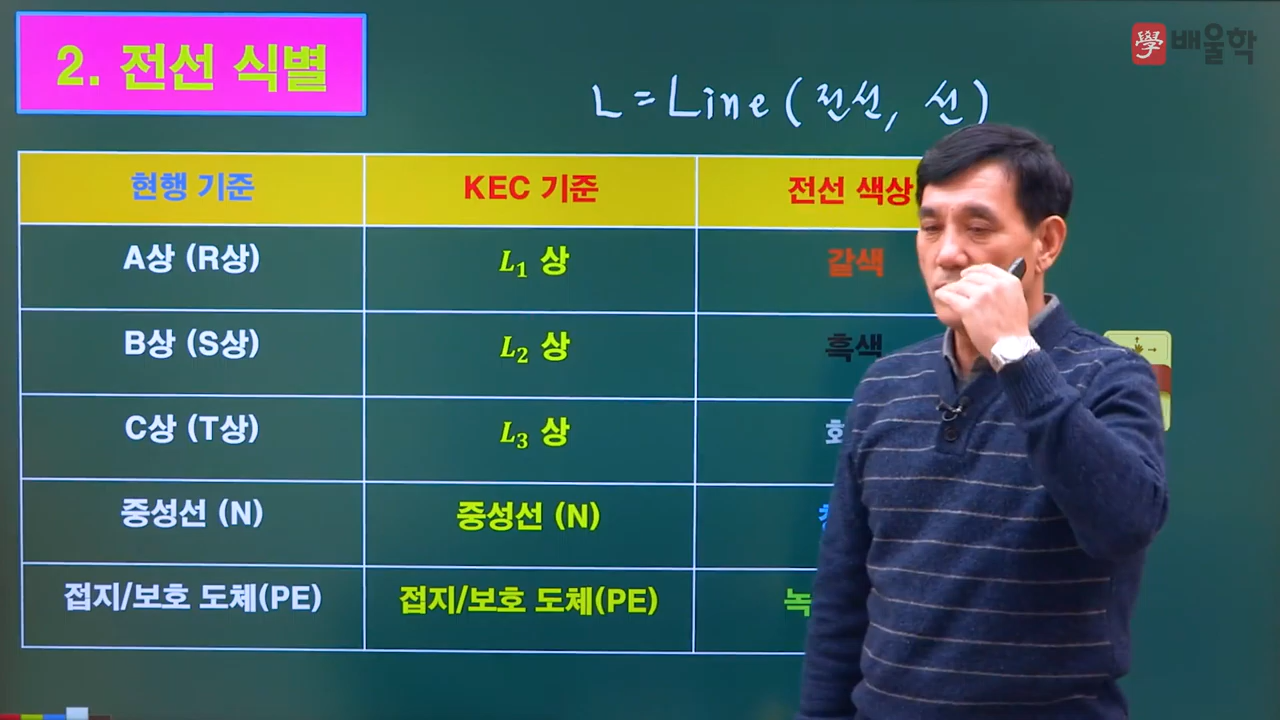 2. 전선 식별
學 배울학
L = Line (전선, 선)
현행 기준 KEC 기준 전선 색상
A상 (R상) L₁ 상 갈색
B상 (S상) L₂ 상 흑색
C상 (T상) L₃ 상
중성선 (N) 중성선 (N)
접지/보호 도체(PE) 접지/보호 도체(PE)